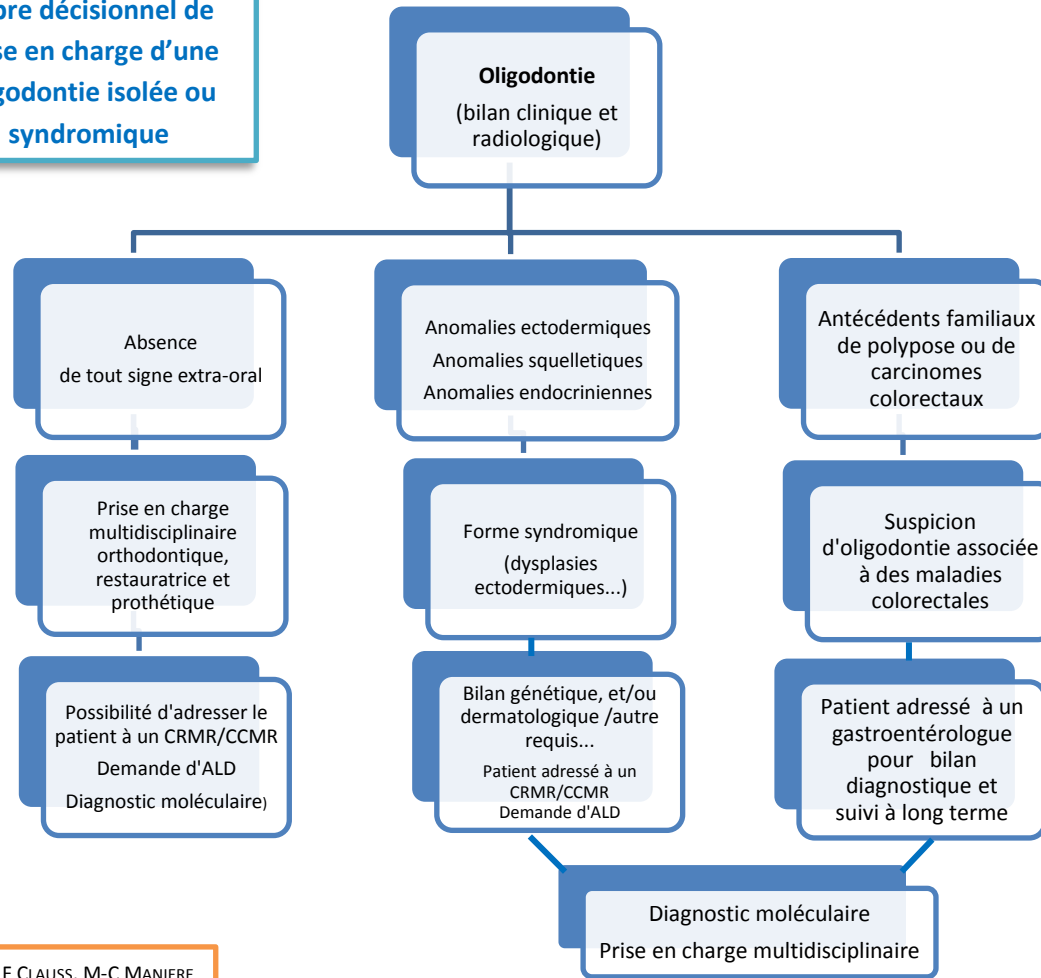 décisionnel de
en charge d'une
isolée ou
syndromique
Oligodontie
(bilan clinique et
radiologique)
Absence
de tout signe extra-oral
Anomalies ectodermiques
Anomalies squelletiques
Anomalies endocriniennes
Antécédents familiaux
de polypose ou de
carcinomes
colorectaux
Prise en charge
multidisciplinaire
orthodontique,
restauratrice et
prothétique
Forme syndromique
(dysplasies
ectodermiques...)
Suspicion
d'oligodontie associée
à des maladies
colorectales
Possibilité d'adresser le
patient à un CRMR/CCMR
Demande d'ALD
Diagnostic moléculaire)
Bilan génétique, et/ou
dermatologique /autre
requis...
Patient adressé à un
CRMR/CCMR
Demande d'ALD
Patient adressé à un
gastroentérologue
pour bilan
diagnostique et
suivi à long terme
Diagnostic moléculaire
Prise en charge multidisciplinaire
F CLAUSS, M-C MANIERE